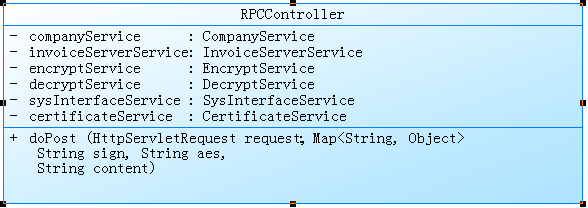 RPCController
- companyService : CompanyService
- invoiceServerService : InvoiceServerService
- encryptService : EncryptService
- decryptService : DecryptService
- sysInterfaceService : SysInterfaceService
- certificateService : CertificateService
+ doPost (HttpServletRequest request, Map<String, Object>
String sign, String aes,
String content)